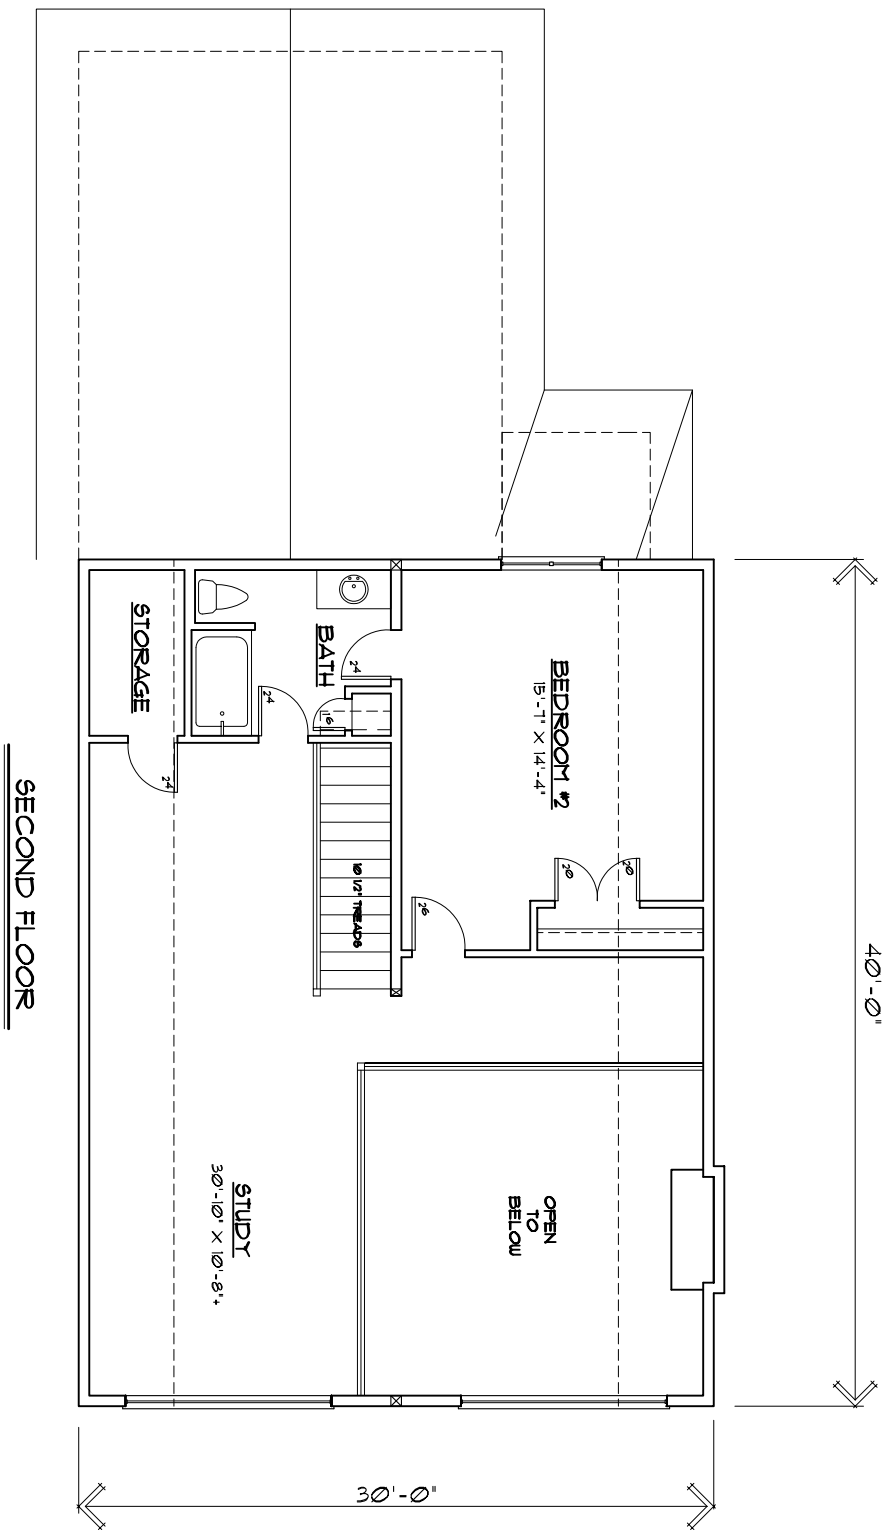 40'-0"
30'-0"
BEDROOM #2
15'-7" X 14'-4"
20
20
26
24
BATH
16
24
STORAGE
24
10 1/2" TREADS
OPEN
TO
BELOW
STUDY
30'-10" X 10'-8"+
SECOND FLOOR